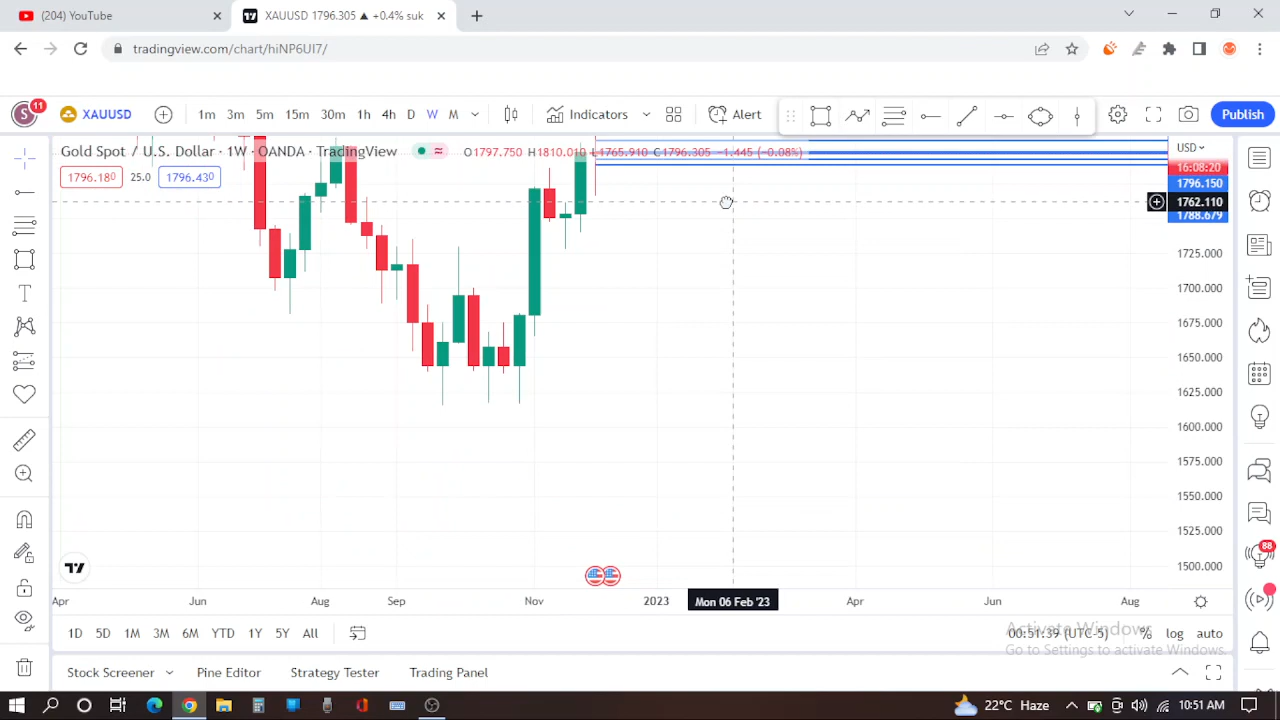 (204) YouTube
XAUUSD 1796.305 ▲ +0.4% suk
tradingview.com/chart/hiNP6UI7/
S
11
XAUUSD
1m 3m 5m 15m 30m 1h 4h D W M
Indicators
Alert
Publish
Gold Spot / U.S. Dollar · 1W · OANDA · TradingView
O1797.750 H1810.010 L1765.910 C1796.305 −1.445 (−0.08%)
USD
1796.180
25.0
1796.430
16:08:20
1796.150
1762.110
1788.679
1725.000
1700.000
1675.000
1650.000
1625.000
1600.000
1575.000
1550.000
1525.000
1500.000
88
Apr Jun Aug Sep Nov 2023 Mon 06 Feb '23 Apr Jun Aug
1D 5D 1M 3M 6M YTD 1Y 5Y All
00:51:39 (UTC-5) % log auto
Activate Windows
Go to Settings to activate Windows.
Stock Screener Pine Editor Strategy Tester Trading Panel
22°C Haze
10:51 AM